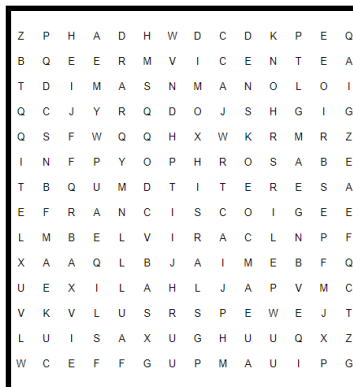 Z P H A D H W D C D K P E Q
B Q E E R M V I C E N T E A
T D I M A S N M A N O L O I
Q C J Y R Q D O J S H G I G
Q S F W Q Q H X W K R M R Z
I N F P Y O P H R O S A B E
T B Q U M D T I T E R E S A
E F R A N C I S C O I G E E
L M B E L V I R A C L N P F
X A A Q L B J A I M E B F Q
U E X I L A H L J A P V M C
V K V L U S R S P E W E J T
L U I S A X U G H U U Q X Z
W C E F F G U P M A U I P G